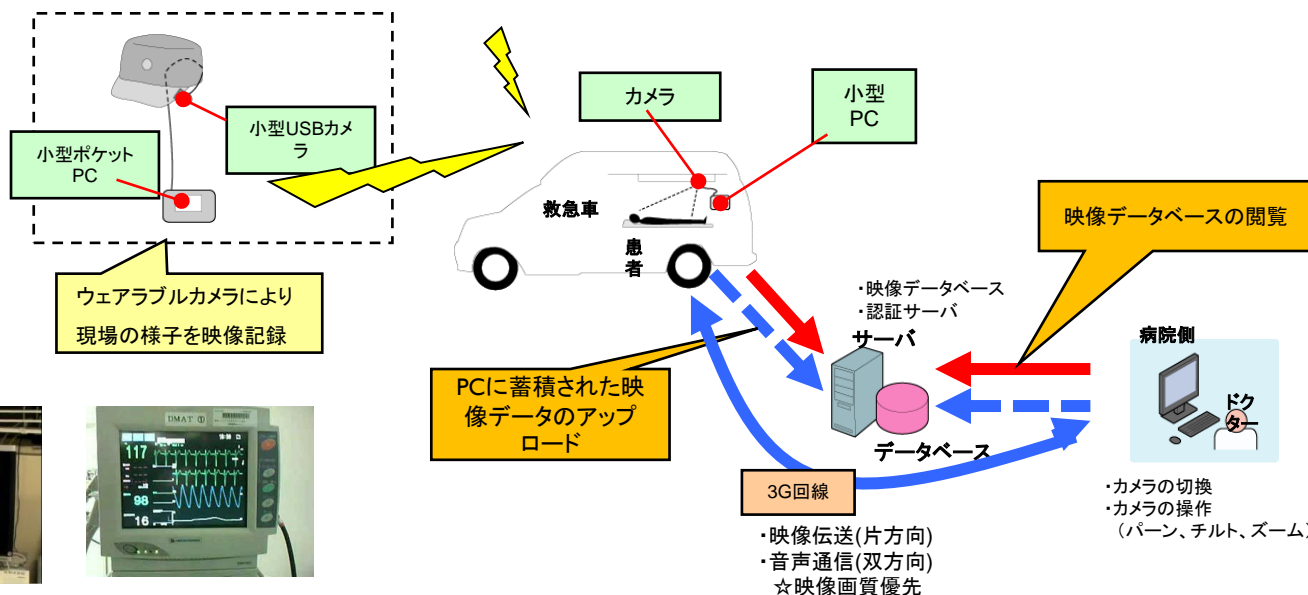 小型USBカメ
ラ
小型ポケット
PC
ウェアラブルカメラにより
現場の様子を映像記録
カメラ
小型
PC
救急車
患
者
映像データベースの閲覧
・映像データベース
・認証サーバ
サーバ
データベース
病院側
ドク
ター
PCに蓄積された映
像データのアップ
ロード
3G回線
・映像伝送(片方向)
・音声通信(双方向)
☆映像画質優先
・カメラの切換
・カメラの操作
（パーン、チルト、ズーム）
DMAT ①
117
98
16